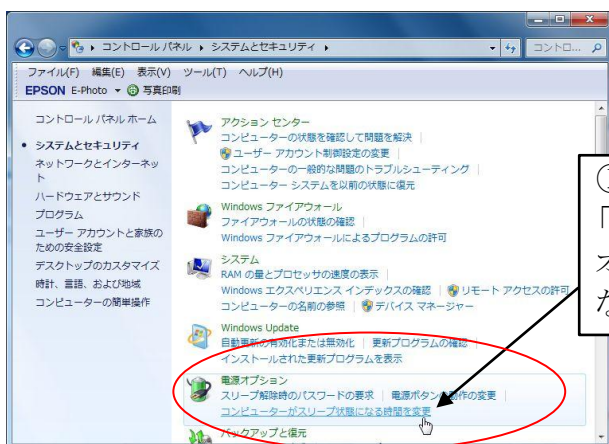 コントロール パネル ▸ システムとセキュリティ ▸
コントロ...
ファイル(F) 編集(E) 表示(V) ツール(T) ヘルプ(H)
EPSON E-Photo 写真印刷
コントロール パネル ホーム
システムとセキュリティ
ネットワークとインターネッ
ト
ハードウェアとサウンド
プログラム
ユーザー アカウントと家族の
ための安全設定
デスクトップのカスタマイズ
時計、言語、および地域
コンピューターの簡単操作
アクション センター
コンピューターの状態を確認して問題を解決
ユーザー アカウント制御設定の変更
コンピューターの一般的な問題のトラブルシューティング
コンピューター システムを以前の状態に復元
Windows ファイアウォール
ファイアウォールの状態の確認
Windows ファイアウォールによるプログラムの許可
システム
RAM の量とプロセッサの速度の表示
Windows エクスペリエンス インデックスの確認 リモート アクセスの許可
コンピューターの名前の参照 デバイス マネージャー
Windows Update
自動更新の有効化または無効化 更新プログラムの確認
インストールされた更新プログラムを表示
電源オプション
スリープ解除時のパスワードの要求 電源ボタンの動作の変更
コンピューターがスリープ状態になる時間を変更
バックアップと復元
「